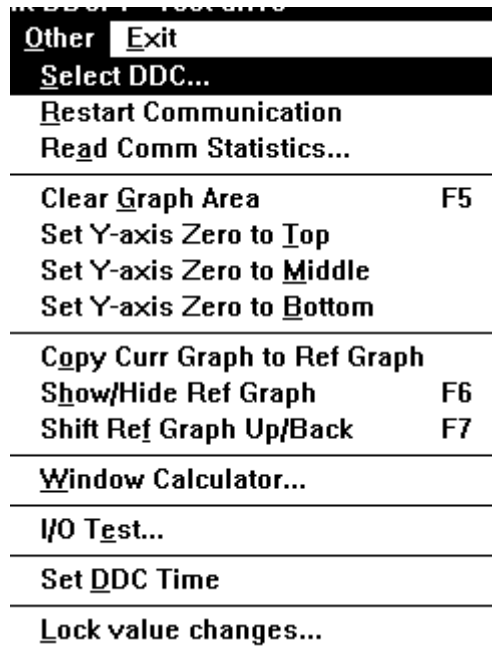 Other Exit
Select DDC...
Restart Communication
Read Comm Statistics...
Clear Graph Area F5
Set Y-axis Zero to Top
Set Y-axis Zero to Middle
Set Y-axis Zero to Bottom
Copy Curr Graph to Ref Graph
Show/Hide Ref Graph F6
Shift Ref Graph Up/Back F7
Window Calculator...
I/O Test...
Set DDC Time
Lock value changes...